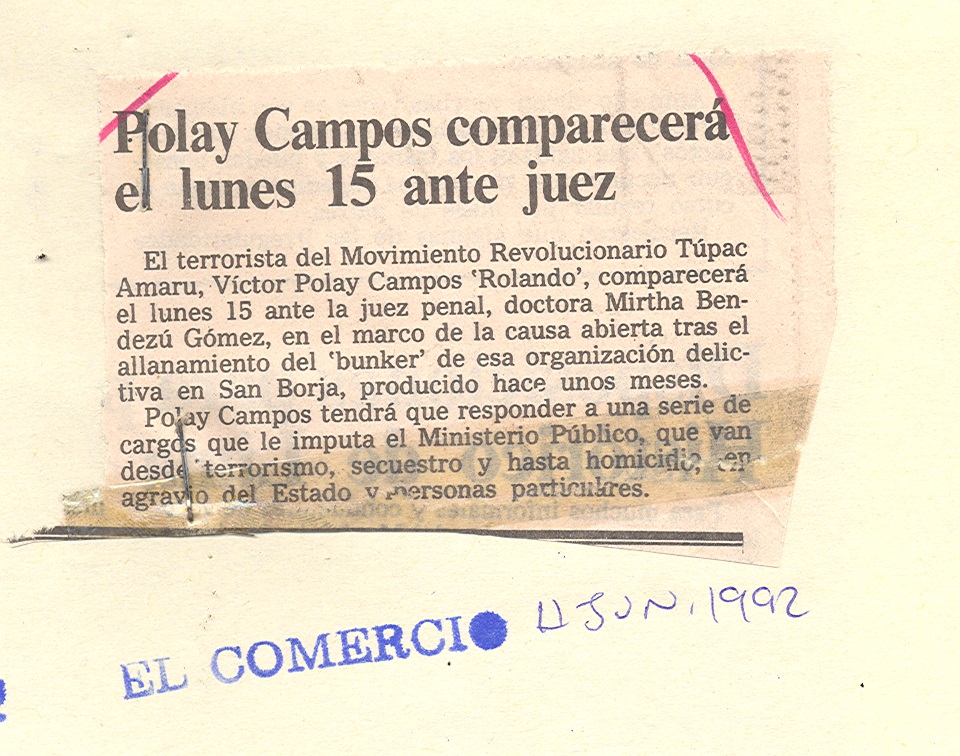 Polay Campos comparecerá
el lunes 15 ante juez
El terrorista del Movimiento Revolucionario Túpac
Amaru, Víctor Polay Campos ‘Rolando’, comparecerá
el lunes 15 ante la juez penal, doctora Mirtha Ben-
dezú Gómez, en el marco de la causa abierta tras el
allanamiento del ‘bunker’ de esa organización delic-
tiva en San Borja, producido hace unos meses.
Polay Campos tendrá que responder a una serie de
cargos que le imputa el Ministerio Público, que van
desde terrorismo, secuestro y hasta homicidio, en
agravio del Estado y personas particulares.
EL COMERCIO 11 JUN. 1992